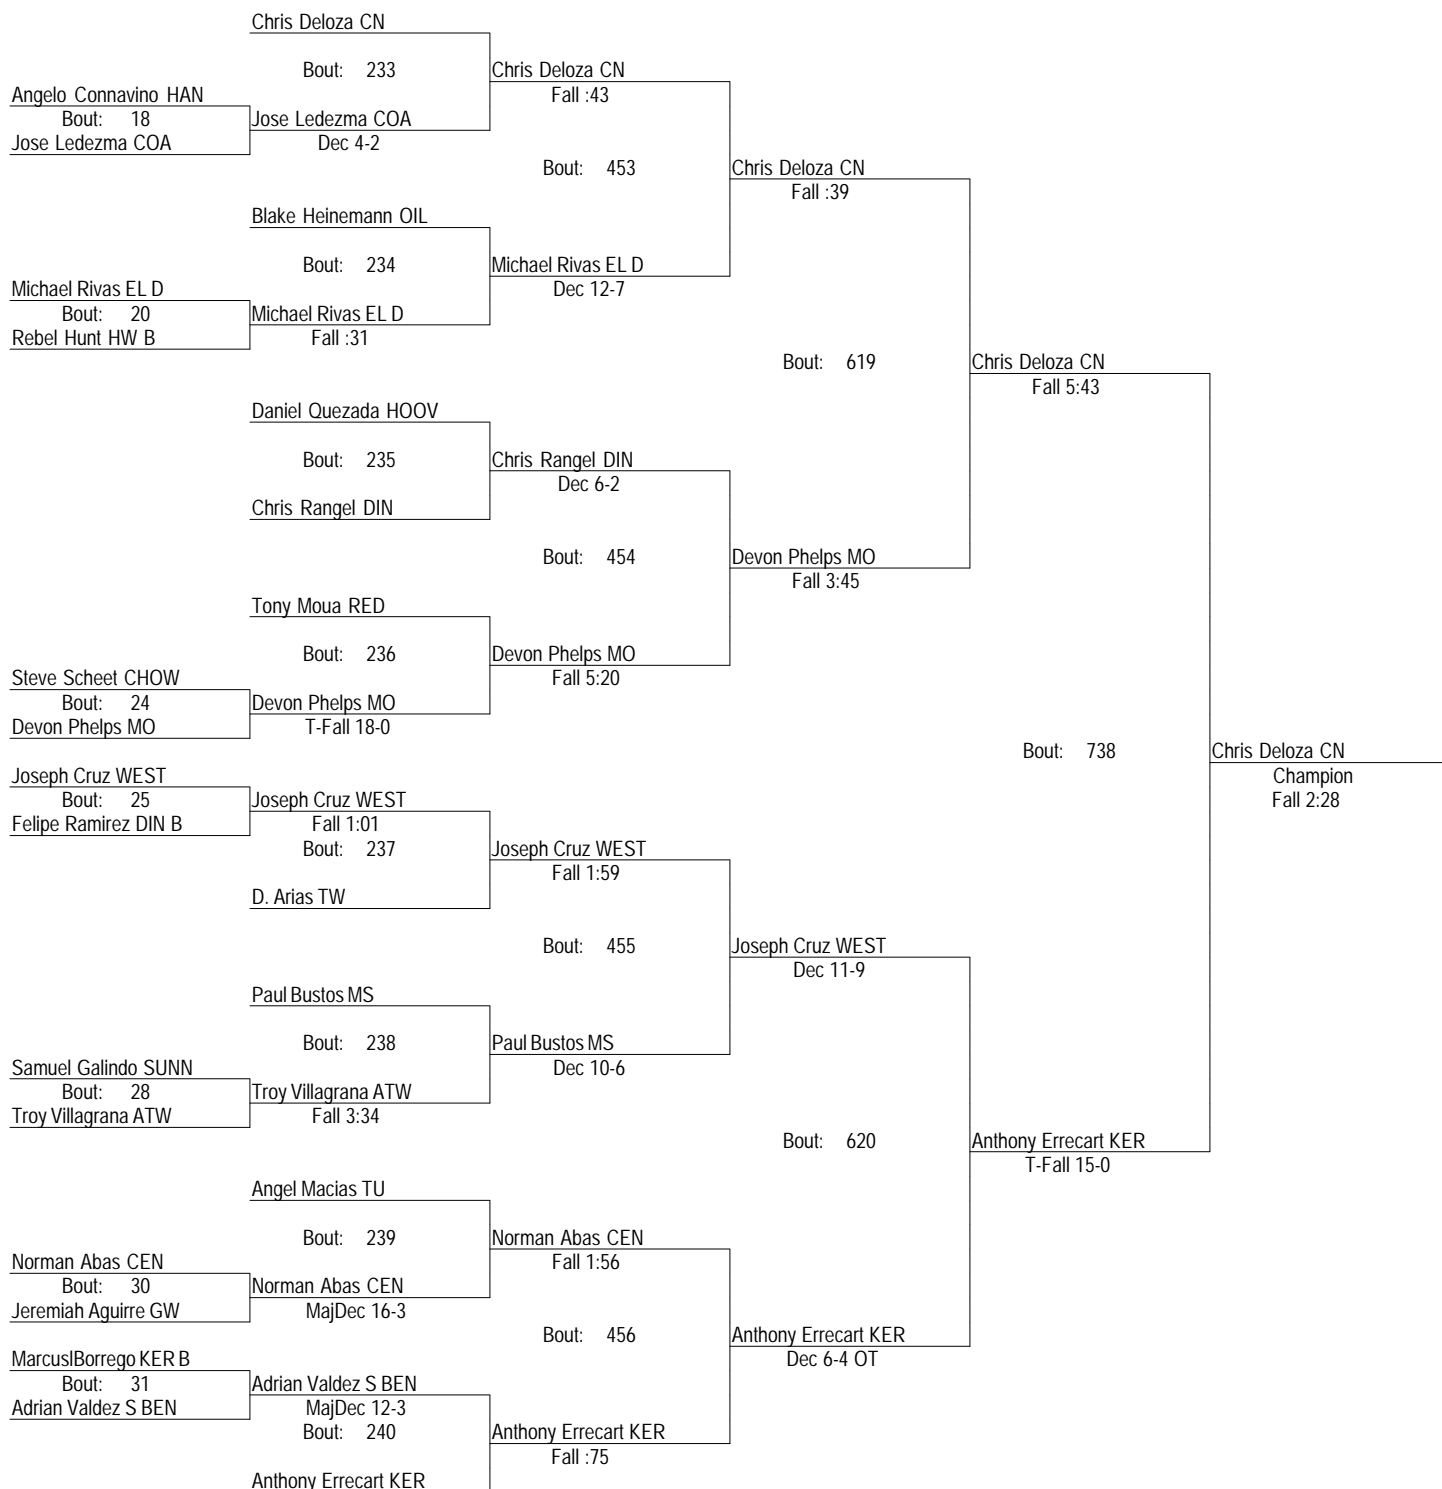 Chris Deloza CN
Bout: 233
Chris Deloza CN
Angelo Connavino HAN
Fall :43
Bout: 18
Jose Ledezma COA
Jose Ledezma COA
Dec 4-2
Bout: 453
Chris Deloza CN
Fall :39
Blake Heinemann OIL
Bout: 234
Michael Rivas EL D
Michael Rivas EL D
Dec 12-7
Bout: 20
Michael Rivas EL D
Rebel Hunt HW B
Fall :31
Bout: 619
Chris Deloza CN
Fall 5:43
Daniel Quezada HOOV
Bout: 235
Chris Rangel DIN
Dec 6-2
Chris Rangel DIN
Bout: 454
Devon Phelps MO
Fall 3:45
Tony Moua RED
Bout: 236
Devon Phelps MO
Steve Scheet CHOW
Fall 5:20
Bout: 24
Devon Phelps MO
Devon Phelps MO
T-Fall 18-0
Bout: 738
Chris Deloza CN
Joseph Cruz WEST
Champion
Bout: 25
Joseph Cruz WEST
Fall 2:28
Felipe Ramirez DIN B
Fall 1:01
Bout: 237
Joseph Cruz WEST
Fall 1:59
D. Arias TW
Bout: 455
Joseph Cruz WEST
Dec 11-9
Paul Bustos MS
Bout: 238
Paul Bustos MS
Samuel Galindo SUNN
Dec 10-6
Bout: 28
Troy Villagrana ATW
Troy Villagrana ATW
Fall 3:34
Bout: 620
Anthony Errecart KER
T-Fall 15-0
Angel Macias TU
Bout: 239
Norman Abas CEN
Norman Abas CEN
Fall 1:56
Bout: 30
Norman Abas CEN
Jeremiah Aguirre GW
MajDec 16-3
Bout: 456
Anthony Errecart KER
MarcuslBorrego KER B
Dec 6-4 OT
Bout: 31
Adrian Valdez S BEN
Adrian Valdez S BEN
MajDec 12-3
Bout: 240
Anthony Errecart KER
Fall :75
Anthony Errecart KER